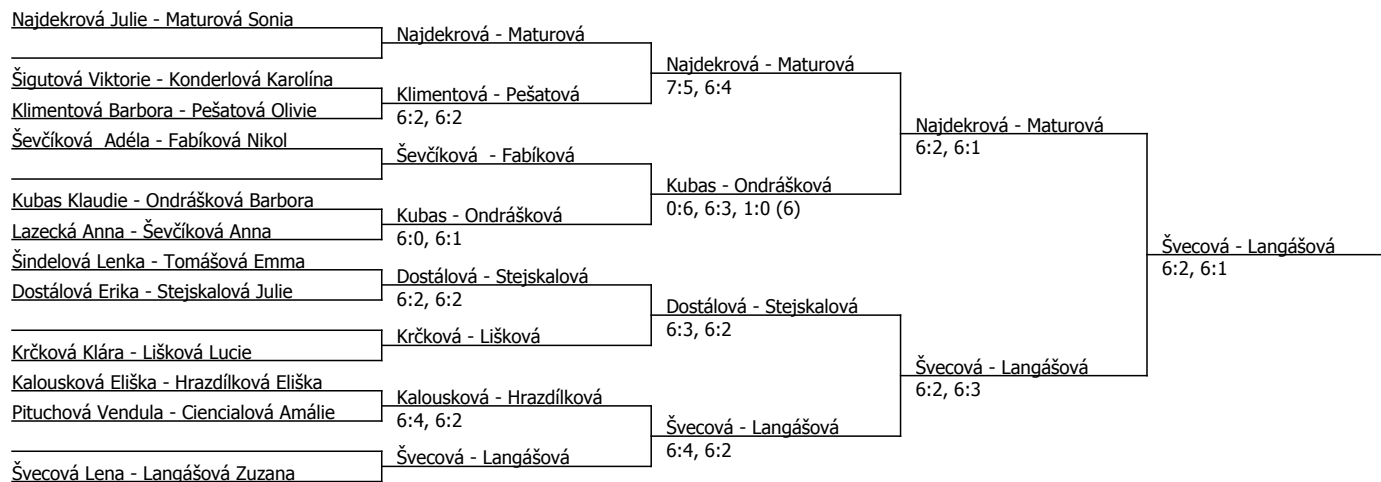 Najdekrová Julie - Maturová Sonia
Šigutová Viktorie - Konderlová Karolína
Klimentová Barbora - Pešatová Olivie
Ševčíková  Adéla - Fabíková Nikol
Kubas Klaudie - Ondrášková Barbora
Lazecká Anna - Ševčíková Anna
Šindelová Lenka - Tomášová Emma
Dostálová Erika - Stejskalová Julie
Krčková Klára - Lišková Lucie
Kalousková Eliška - Hrazdílková Eliška
Pituchová Vendula - Ciencialová Amálie
Švecová Lena - Langášová Zuzana
Najdekrová - Maturová
Klimentová - Pešatová
6:2, 6:2
Ševčíková  - Fabíková
Kubas - Ondrášková
6:0, 6:1
Dostálová - Stejskalová
6:2, 6:2
Krčková - Lišková
Kalousková - Hrazdílková
6:4, 6:2
Švecová - Langášová
Najdekrová - Maturová
7:5, 6:4
Kubas - Ondrášková
0:6, 6:3, 1:0 (6)
Dostálová - Stejskalová
6:3, 6:2
Švecová - Langášová
6:4, 6:2
Najdekrová - Maturová
6:2, 6:1
Švecová - Langášová
6:2, 6:3
Švecová - Langášová
6:2, 6:1